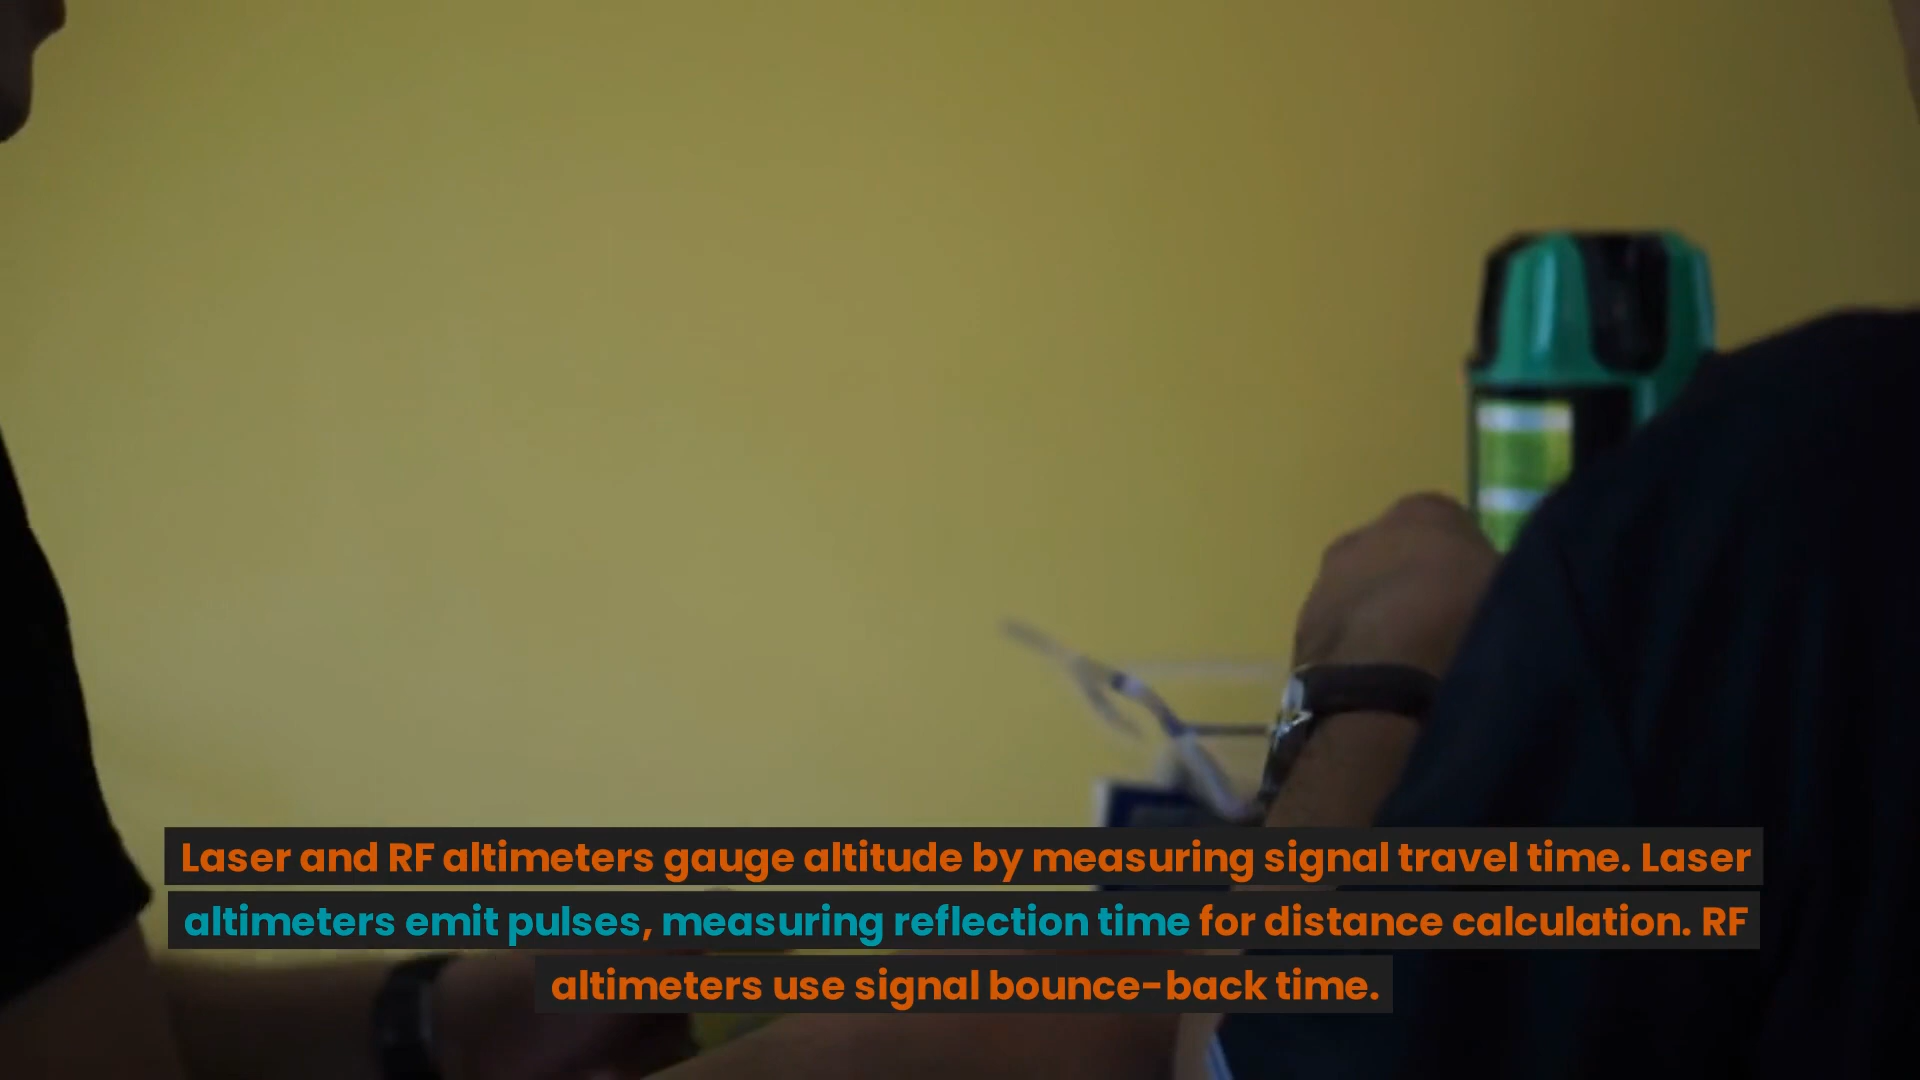 Laser and RF altimeters gauge altitude by measuring signal travel time. Laser
altimeters emit pulses, measuring reflection time for distance calculation. RF
altimeters use signal bounce-back time.